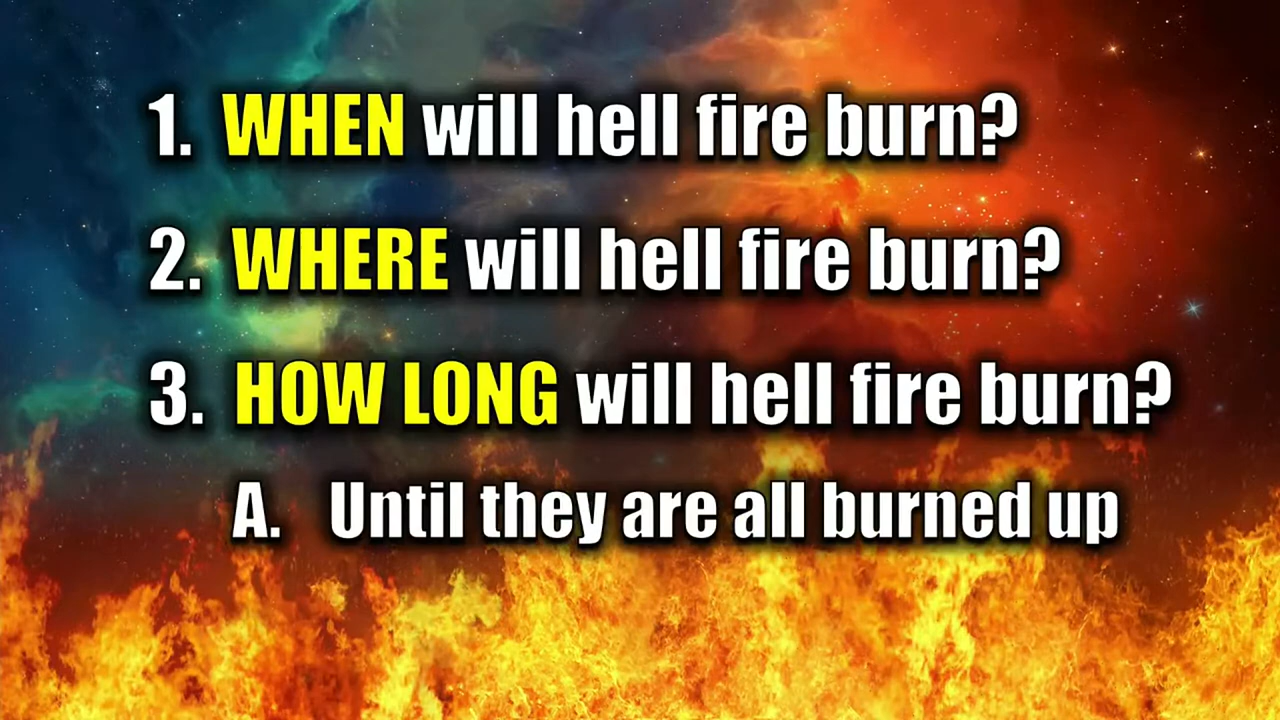 1. WHEN will hell fire burn?
2. WHERE will hell fire burn?
3. HOW LONG will hell fire burn?
A. Until they are all burned up